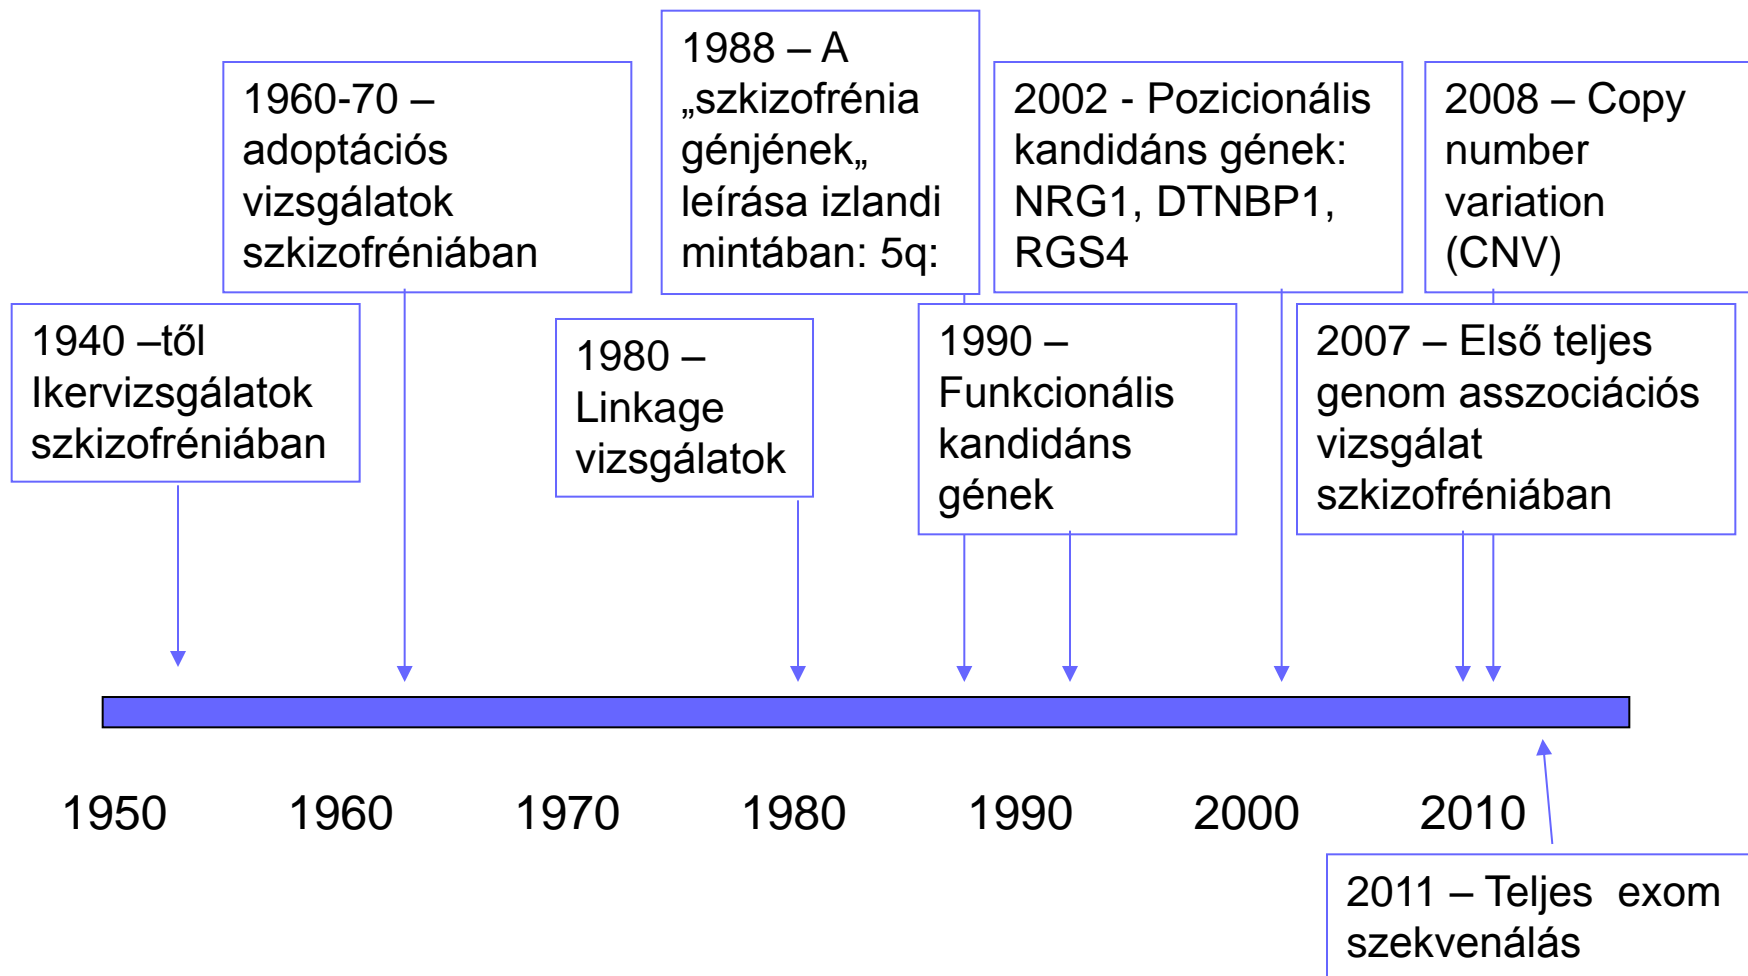 1940 –től
Ikervizsgálatok
szkizofréniában
1960-70 –
adoptációs
vizsgálatok
szkizofréniában
1980 –
Linkage
vizsgálatok
1988 – A
„szkizofrénia
génjének„
leírása izlandi
mintában: 5q:
1990 –
Funkcionális
kandidáns
gének
2002 - Pozicionális
kandidáns gének:
NRG1, DTNBP1,
RGS4
2007 – Első teljes
genom asszociációs
vizsgálat
szkizofréniában
2008 – Copy
number
variation
(CNV)
1950 1960 1970 1980 1990 2000 2010
2011 – Teljes exom
szekvenálás